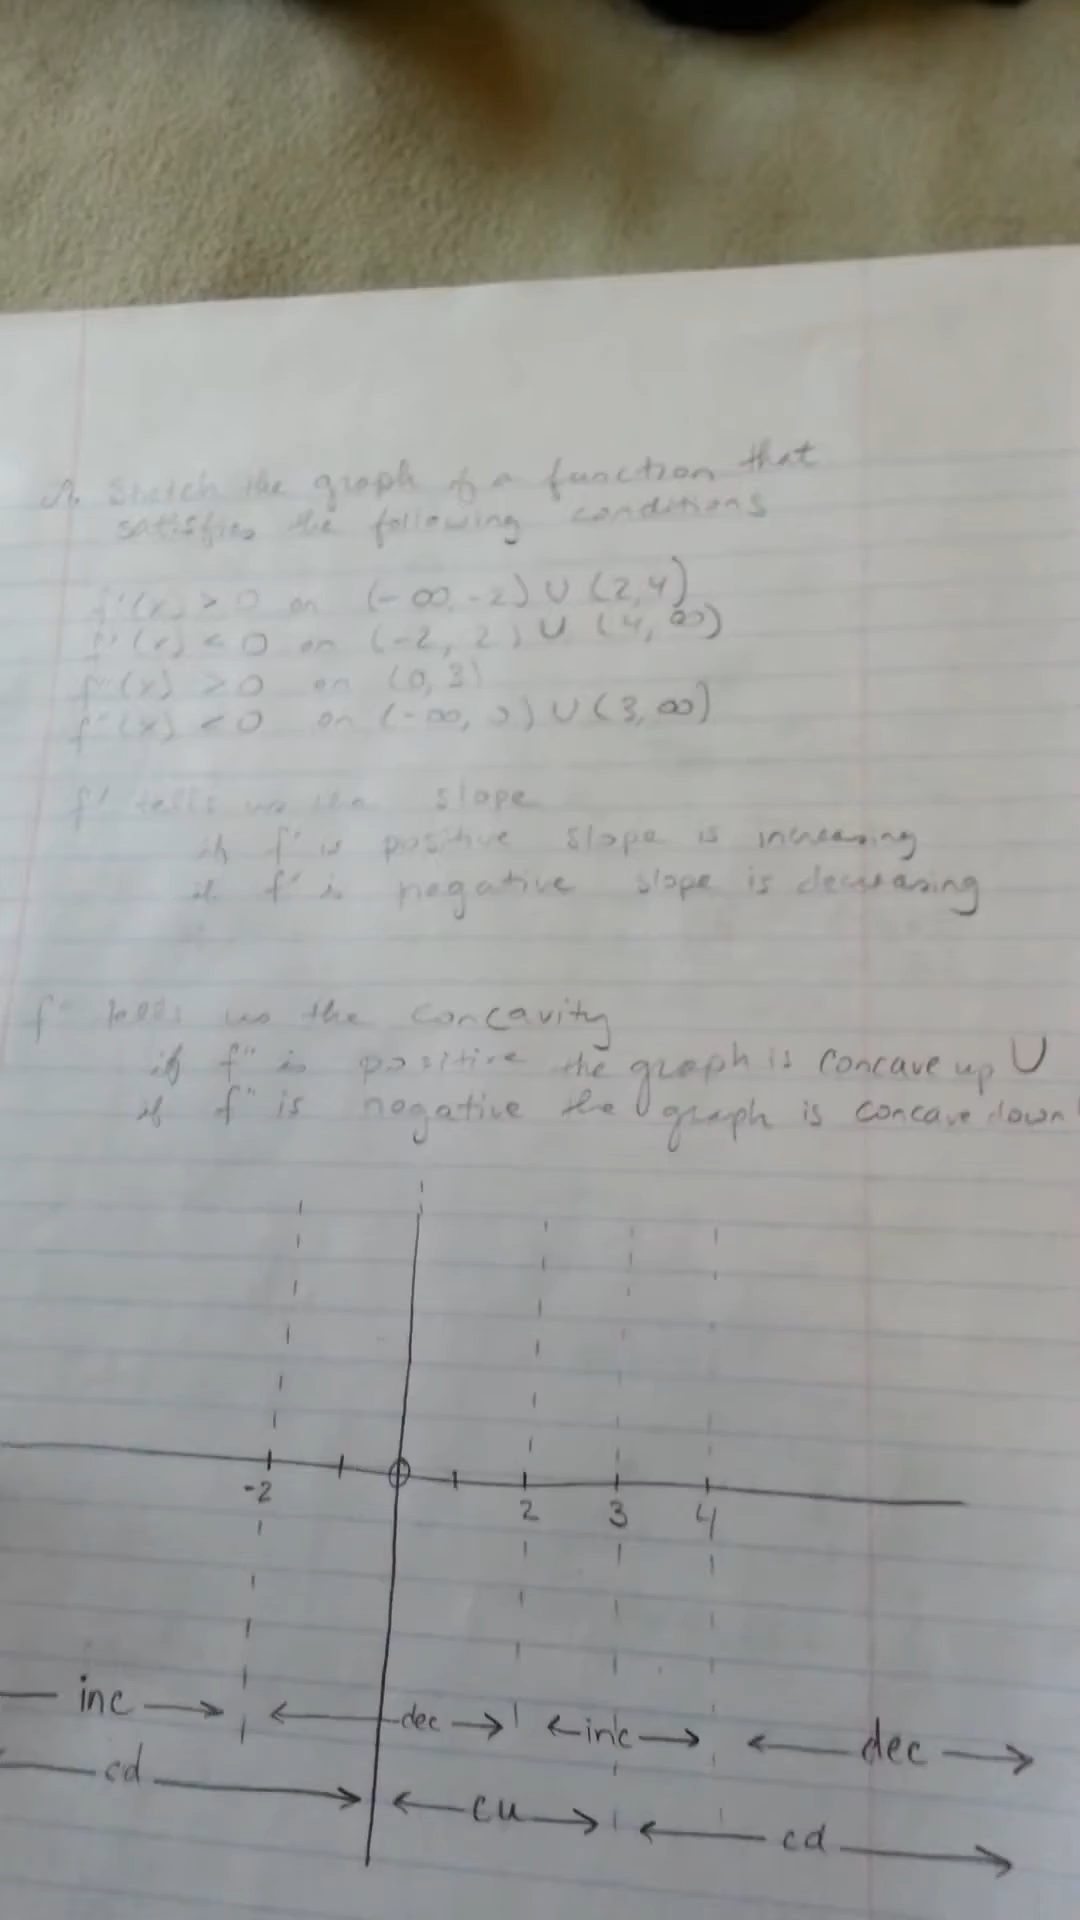 Sketch the graph of a function that
satisfies the following conditions
f'(x) > 0 on (-∞, -2) ∪ (2,4)
f'(x) < 0 on (-2, 2) ∪ (4, ∞)
f"(x) > 0 on (0, 3)
f"(x) < 0 on (-∞, 0) ∪ (3, ∞)
f' tells us the slope
if f' is positive slope is increasing
if f' is negative slope is decreasing
f" tells us the concavity
if f" is positive the graph is concave up ∪
if f" is negative the graph is concave down
-2 2 3 4
inc dec inc dec
cd cu cd